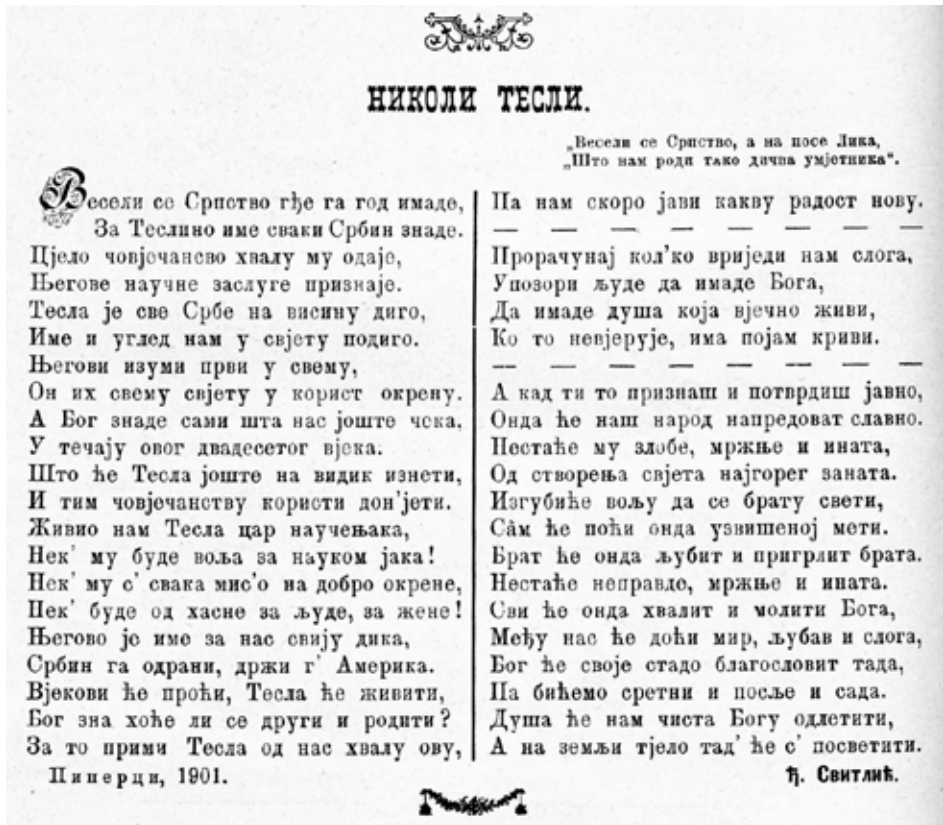 НИКОЛИ ТЕСЛИ.
„Весели се Српство, а на посе Лика,
„Што нам роди тако дична умјетника“.
Весели се Српство гђе га год имаде,
За Теслино име сваки Србин знаде.
Цјело човјечансво хвалу му одаје,
Његове научне заслуге признаје.
Тесла је све Србе на висину диго,
Име и углед нам у свјету подиго.
Његови изуми први у свему,
Он их свему свјету у корист окрену.
А Бог знаде сами шта нас јоште чека,
У течају овог двадесетог вјека.
Што ће Тесла јоште на видик изнети,
И тим човјечанству користи дон'јети.
Живио нам Тесла цар научењака,
Нек' му буде воља за науком јака!
Нек' му с' свака мис'о на добро окрене,
Нек' буде од хасне за људе, за жене!
Његово је име за нас свију дика,
Србин га одрани, држи г' Америка.
Вјекови ће проћи, Тесла ће живити,
Бог зна хоће ли се други и родити?
За то прими Тесла од нас хвалу ову,
Па нам скоро јави какву радост нову.
— — — — — — — —
Прорачунај кол'ко вриједи нам слога,
Упозори људе да имаде Бога,
Да имаде душа која вјечно живи,
Ко то невјерује, има појам криви.
— — — — — — — —
А кад ти то признаш и потврдиш јавно,
Онда ће наш народ напредоват славно.
Нестаће му злобе, мржње и ината,
Од створења свјета најгорег заната.
Изгубиће вољу да се брату свети,
Сȃм ће поћи онда узвишеној мети.
Брат ће онда љубит и пригрлит брата.
Нестаће неправде, мржње и ината.
Сви ће онда хвалит и молити Бога,
Међу нас ће доћи мир, љубав и слога,
Бог ће своје стадо благословит тада,
Па бићемо сретни и посље и сада.
Душа ће нам чиста Богу одлетити,
А на земљи тјело тад' ће с' посветити.
Пиперци, 1901.
Ђ. Свитлић.